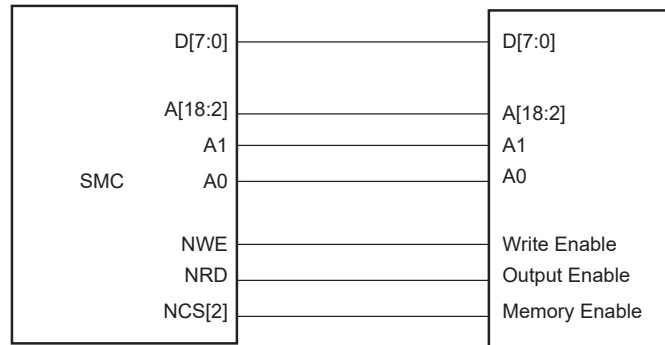 D[7:0] D[7:0]
A[18:2] A[18:2]
A1 A1
SMC A0 A0
NWE Write Enable
NRD Output Enable
NCS[2] Memory Enable